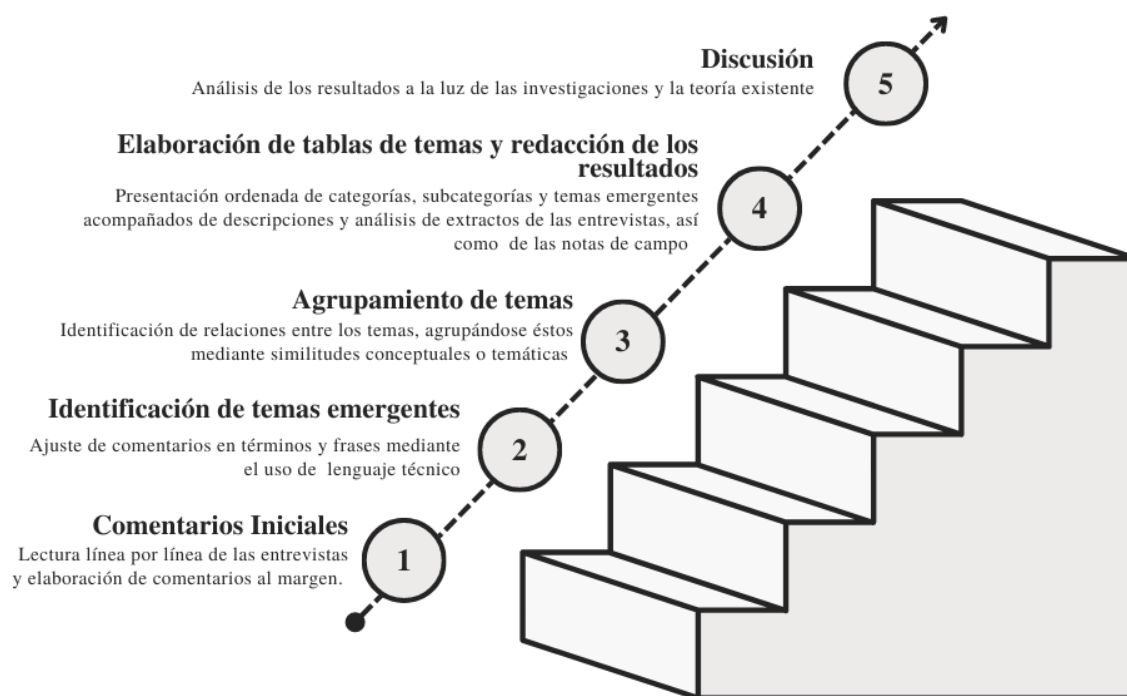 Discusión
Análisis de los resultados a la luz de las investigaciones y la teoría existente
5
Elaboración de tablas de temas y redacción de los
resultados
Presentación ordenada de categorías, subcategorías y temas emergentes
acompañados de descripciones y análisis de extractos de las entrevistas, así
como de las notas de campo
4
Agrupamiento de temas
Identificación de relaciones entre los temas, agrupándose éstos
mediante similitudes conceptuales o temáticas
3
Identificación de temas emergentes
Ajuste de comentarios en términos y frases mediante
el uso de lenguaje técnico
2
Comentarios Iniciales
Lectura línea por línea de las entrevistas
y elaboración de comentarios al margen.
1